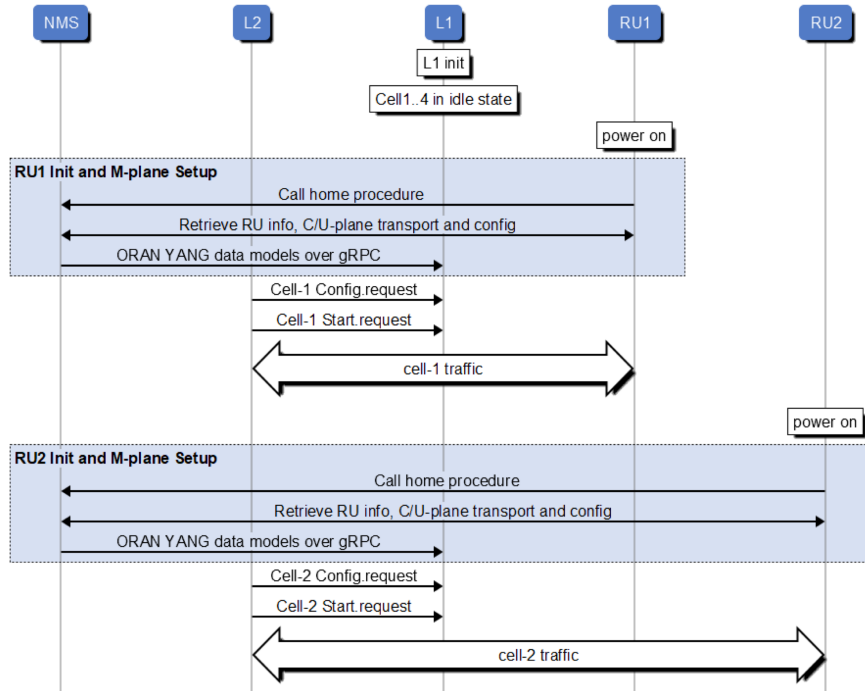 NMS L2 L1 RU1 RU2
L1 init
Cell1..4 in idle state
power on
RU1 Init and M-plane Setup
Call home procedure
Retrieve RU info, C/U-plane transport and config
ORAN YANG data models over gRPC
Cell-1 Config.request
Cell-1 Start.request
cell-1 traffic
power on
RU2 Init and M-plane Setup
Call home procedure
Retrieve RU info, C/U-plane transport and config
ORAN YANG data models over gRPC
Cell-2 Config.request
Cell-2 Start.request
cell-2 traffic